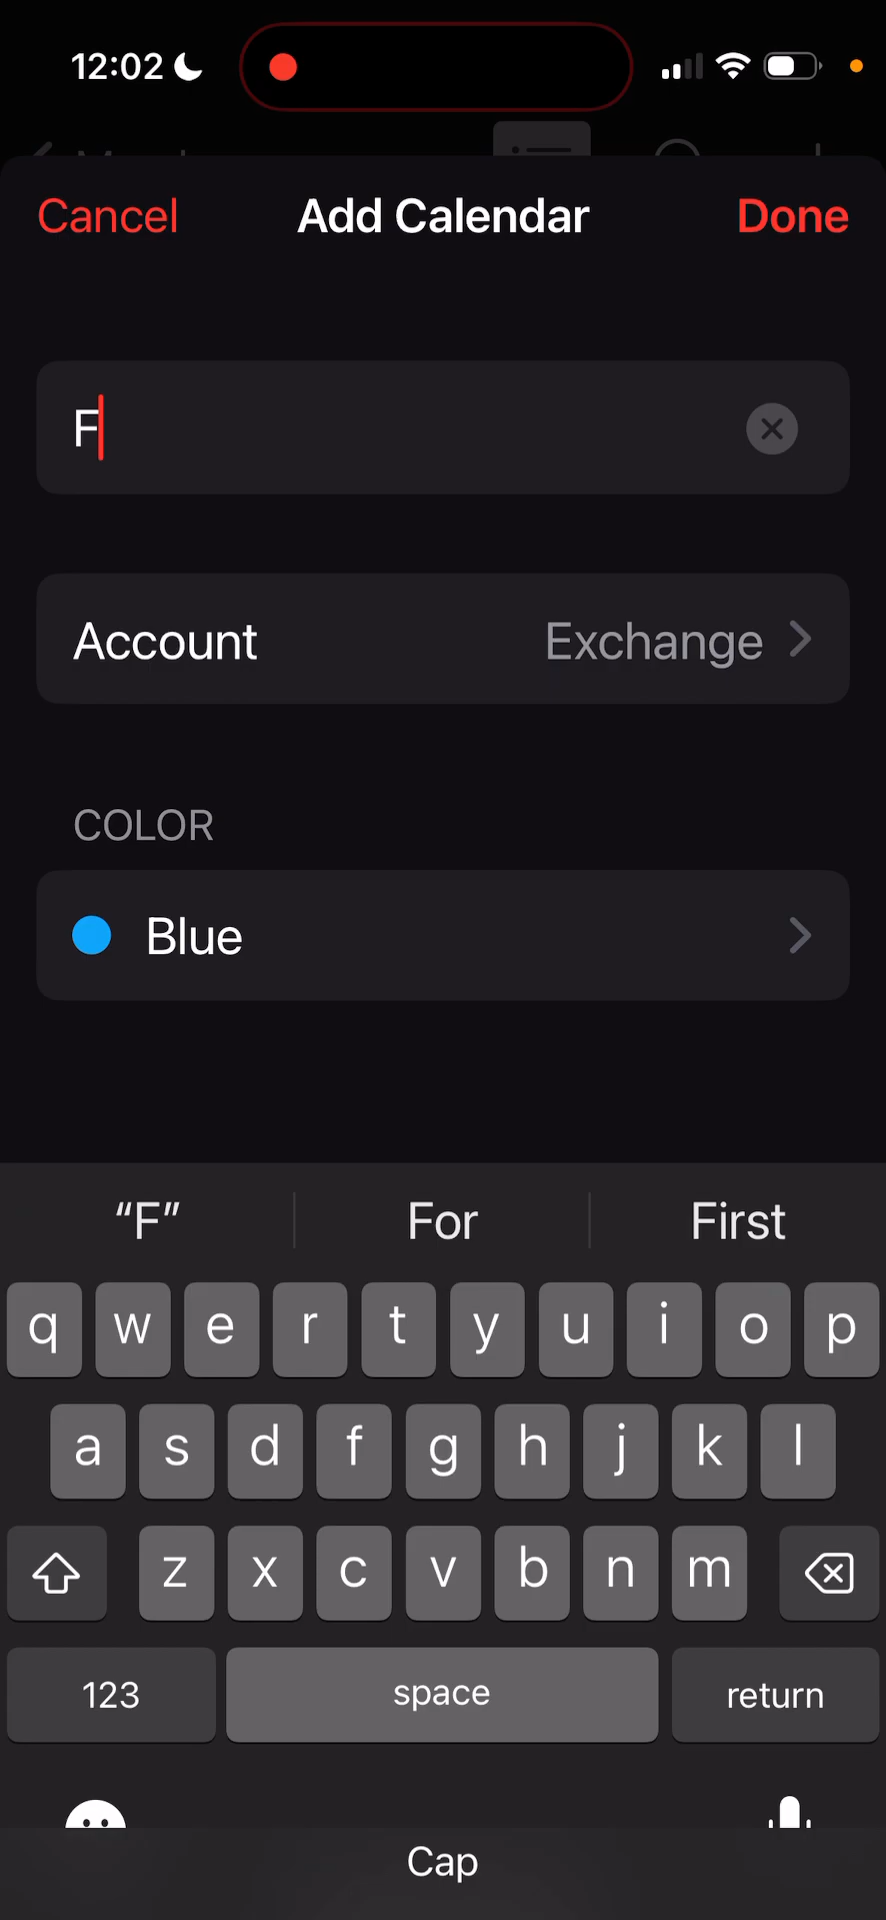 12:02
Cancel Add Calendar Done
F
Account Exchange
COLOR
Blue
“F” For First
q w e r t y u i o p
a s d f g h j k l
z x c v b n m
123 space return
Cap